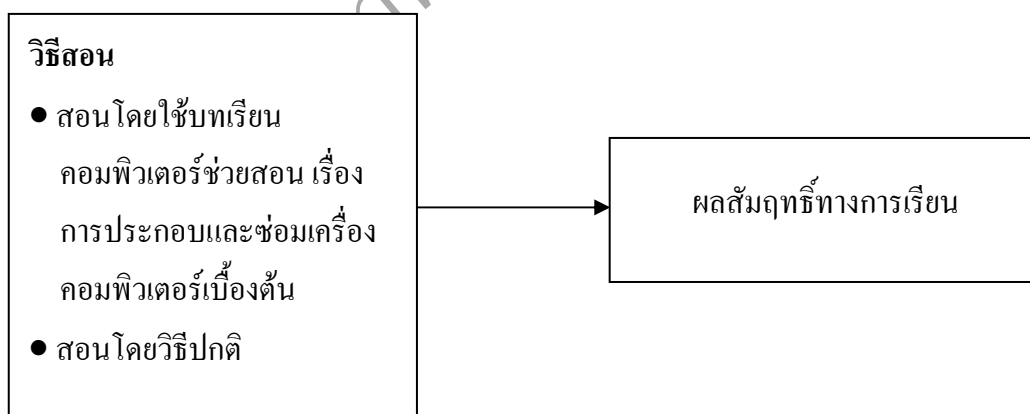 วิธีสอน
● สอนโดยใช้บทเรียน
คอมพิวเตอร์ช่วยสอน เรื่อง
การประกอบและซ่อมเครื่อง
คอมพิวเตอร์เบื้องต้น
● สอนโดยวิธีปกติ
ผลสัมฤทธิ์ทางการเรียน